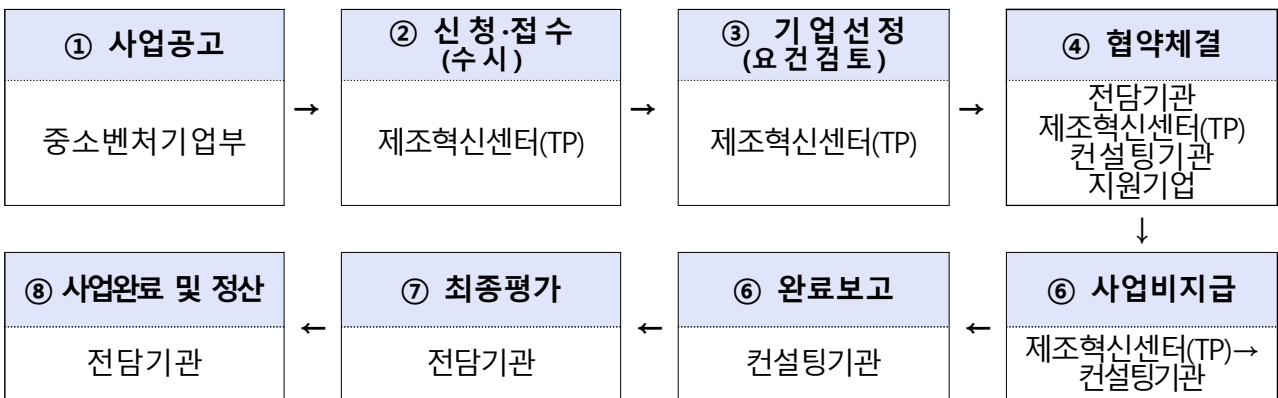 ① 사업공고
중소벤처기업부
→
② 신청·접수
(수시)
제조혁신센터(TP)
→
③ 기업선정
(요건검토)
제조혁신센터(TP)
→
④ 협약체결
전담기관
제조혁신센터(TP)
컨설팅기관
지원기업
↓
⑥ 사업비지급
제조혁신센터(TP)→
컨설팅기관
←
⑥ 완료보고
컨설팅기관
←
⑦ 최종평가
전담기관
←
⑧ 사업완료 및 정산
전담기관